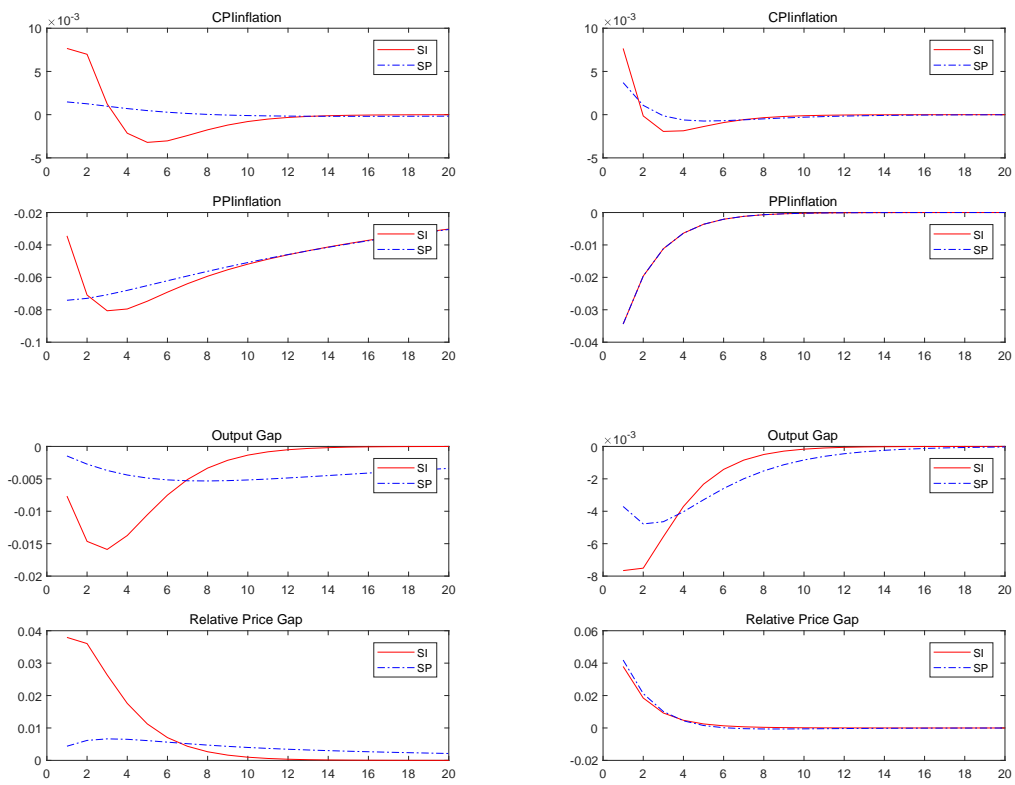 CPIinflation
×10-3
10
5
0
-5
0 2 4 6 8 10 12 14 16 18 20
SI
SP
CPIinflation
×10-3
10
5
0
-5
0 2 4 6 8 10 12 14 16 18 20
SI
SP
PPIinflation
-0.02
-0.04
-0.06
-0.08
-0.1
0 2 4 6 8 10 12 14 16 18 20
SI
SP
PPIinflation
0
-0.01
-0.02
-0.03
-0.04
0 2 4 6 8 10 12 14 16 18 20
SI
SP
Output Gap
0
-0.005
-0.01
-0.015
-0.02
0 2 4 6 8 10 12 14 16 18 20
SI
SP
Output Gap
×10-3
0
-2
-4
-6
-8
0 2 4 6 8 10 12 14 16 18 20
SI
SP
Relative Price Gap
0.04
0.03
0.02
0.01
0
0 2 4 6 8 10 12 14 16 18 20
SI
SP
Relative Price Gap
0.06
0.04
0.02
0
-0.02
0 2 4 6 8 10 12 14 16 18 20
SI
SP